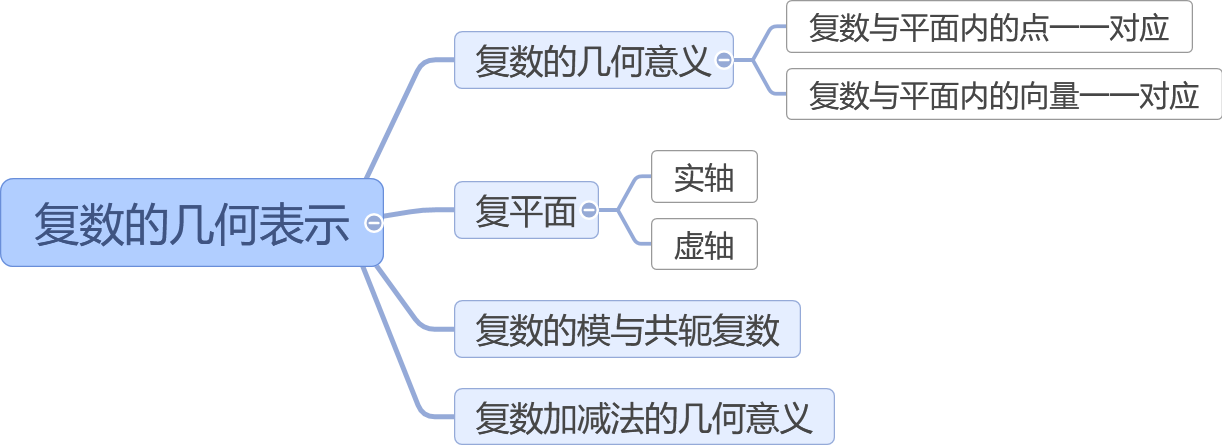 复数的几何表示
复数的几何意义
复数与平面内的点一一对应
复数与平面内的向量一一对应
复平面
实轴
虚轴
复数的模与共轭复数
复数加减法的几何意义